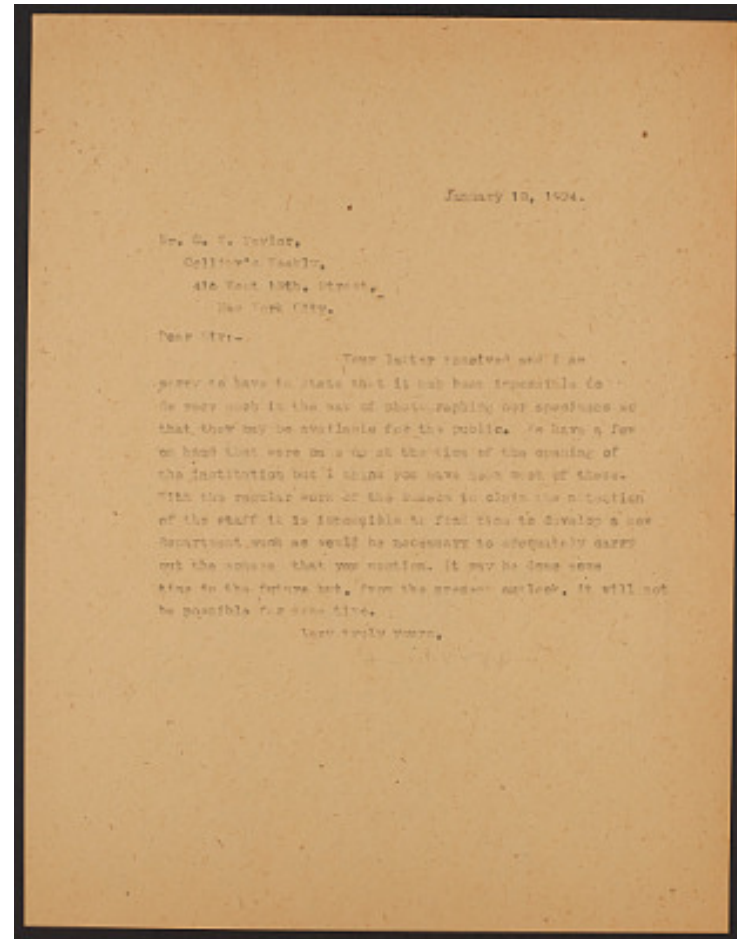 January 10, 1924.
Collier's Weekly,
416 West 13th. Street,
New York City.
Dear Sir:-
Your letter received and I am
sorry to have to state that it has been impossible to
do very much in the way of photographing our specimens so
that they may be available for the public. We have a few
on hand that were made up at the time of the opening of
the institution but I think you have seen most of these.
With the regular work of the museum to claim the attention
of the staff it is impossible to find time to develop a new
department such as would be necessary to adequately carry
out the scheme that you mention. It may be done some
time in the future but, from the present outlook, it will not
be possible for some time.
Very truly yours,